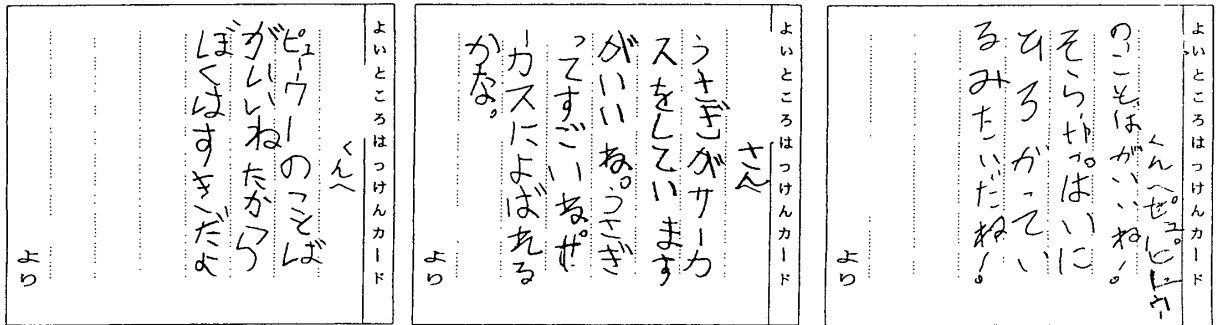 よいところはつけんカード
くんへピュピューウー
のことばがいいね！
そらいっぱいに
ひろがってい
るみたいだね！
より
よいところはつけんカード
さんへ
うさぎがサーカ
スをしています
がいいね。うさぎ
ってすごいね。サ
ーカスによばれる
かな。
より
よいところはつけんカード
くんへ
ピューウーのことば
がいいねたから
ぼくはすきだよ
より